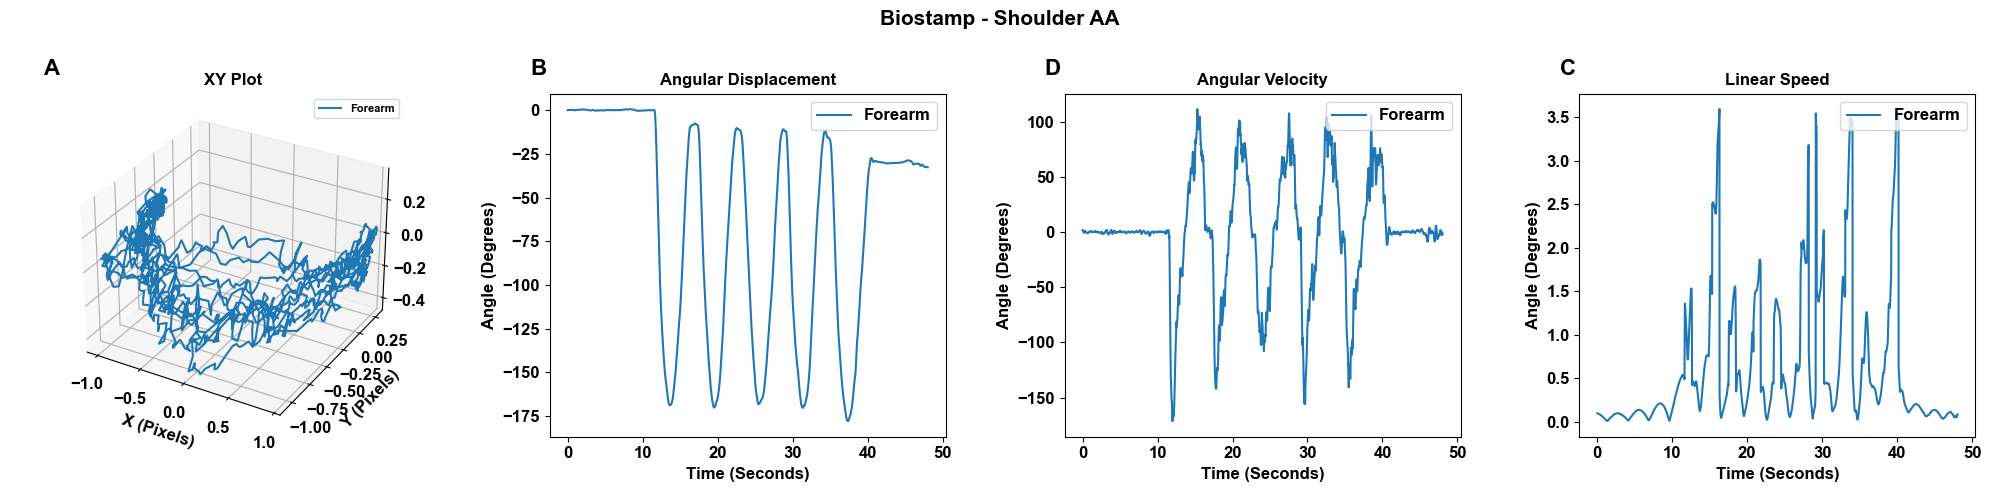 Biostamp - Shoulder AA
A
XY Plot
Forearm
0.2
0.0
−0.2
−0.4
0.25
0.00
−0.25
−0.50
−0.75
−1.00
Y (Pixels)
−1.0
−0.5
0.0
0.5
1.0
X (Pixels)
B
Angular Displacement
Forearm
Angle (Degrees)
0
−25
−50
−75
−100
−125
−150
−175
0 10 20 30 40 50
Time (Seconds)
D
Angular Velocity
Forearm
Angle (Degrees)
100
50
0
−50
−100
−150
0 10 20 30 40 50
Time (Seconds)
C
Linear Speed
Forearm
Angle (Degrees)
3.5
3.0
2.5
2.0
1.5
1.0
0.5
0.0
0 10 20 30 40 50
Time (Seconds)